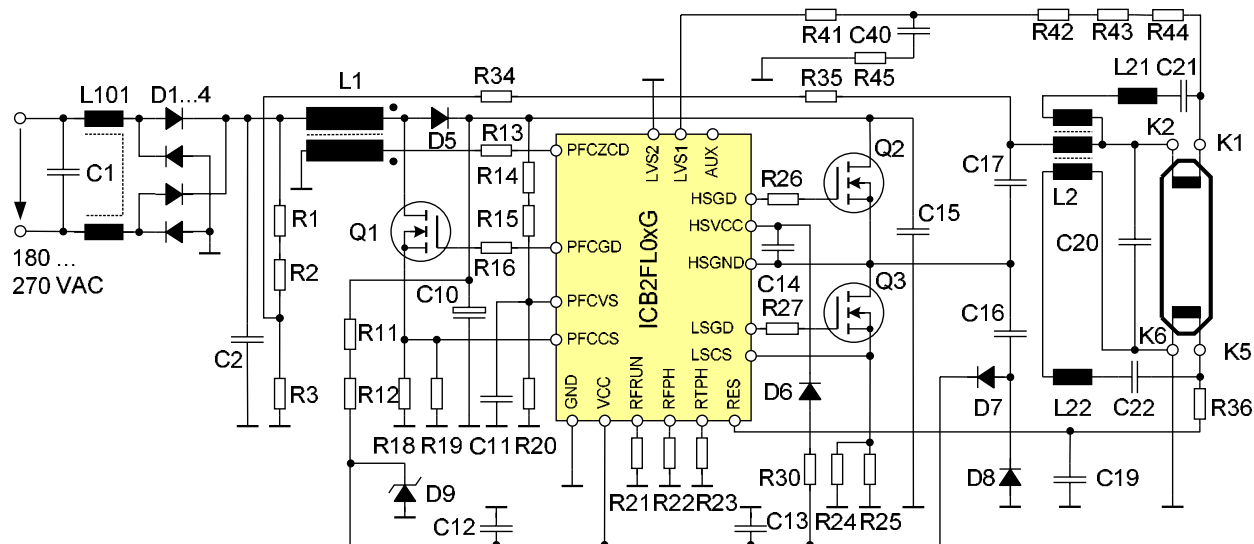 R41
C40
R42
R43
R44
R45
L21
C21
R34
R35
L101
D1...4
L1
D5
R13
K2
K1
C1
PFCZCD
LVS2
LVS1
AUX
Q2
C17
R14
R26
L2
HSGD
R1
R15
HSVCC
C15
Q1
C20
180 ...
270 VAC
R2
R16
PFCGD
ICB2FL0xG
HSGND
C14
Q3
C10
PFCVS
R27
C16
LSGD
R11
K6
K5
C2
PFCCS
LSCS
R3
R12
GND
VCC
RFRUN
RFPH
RTPH
RES
D6
D7
L22
C22
R36
R18
R19
C11
R20
R30
D8
C19
D9
R21
R22
R23
C12
C13
R24
R25